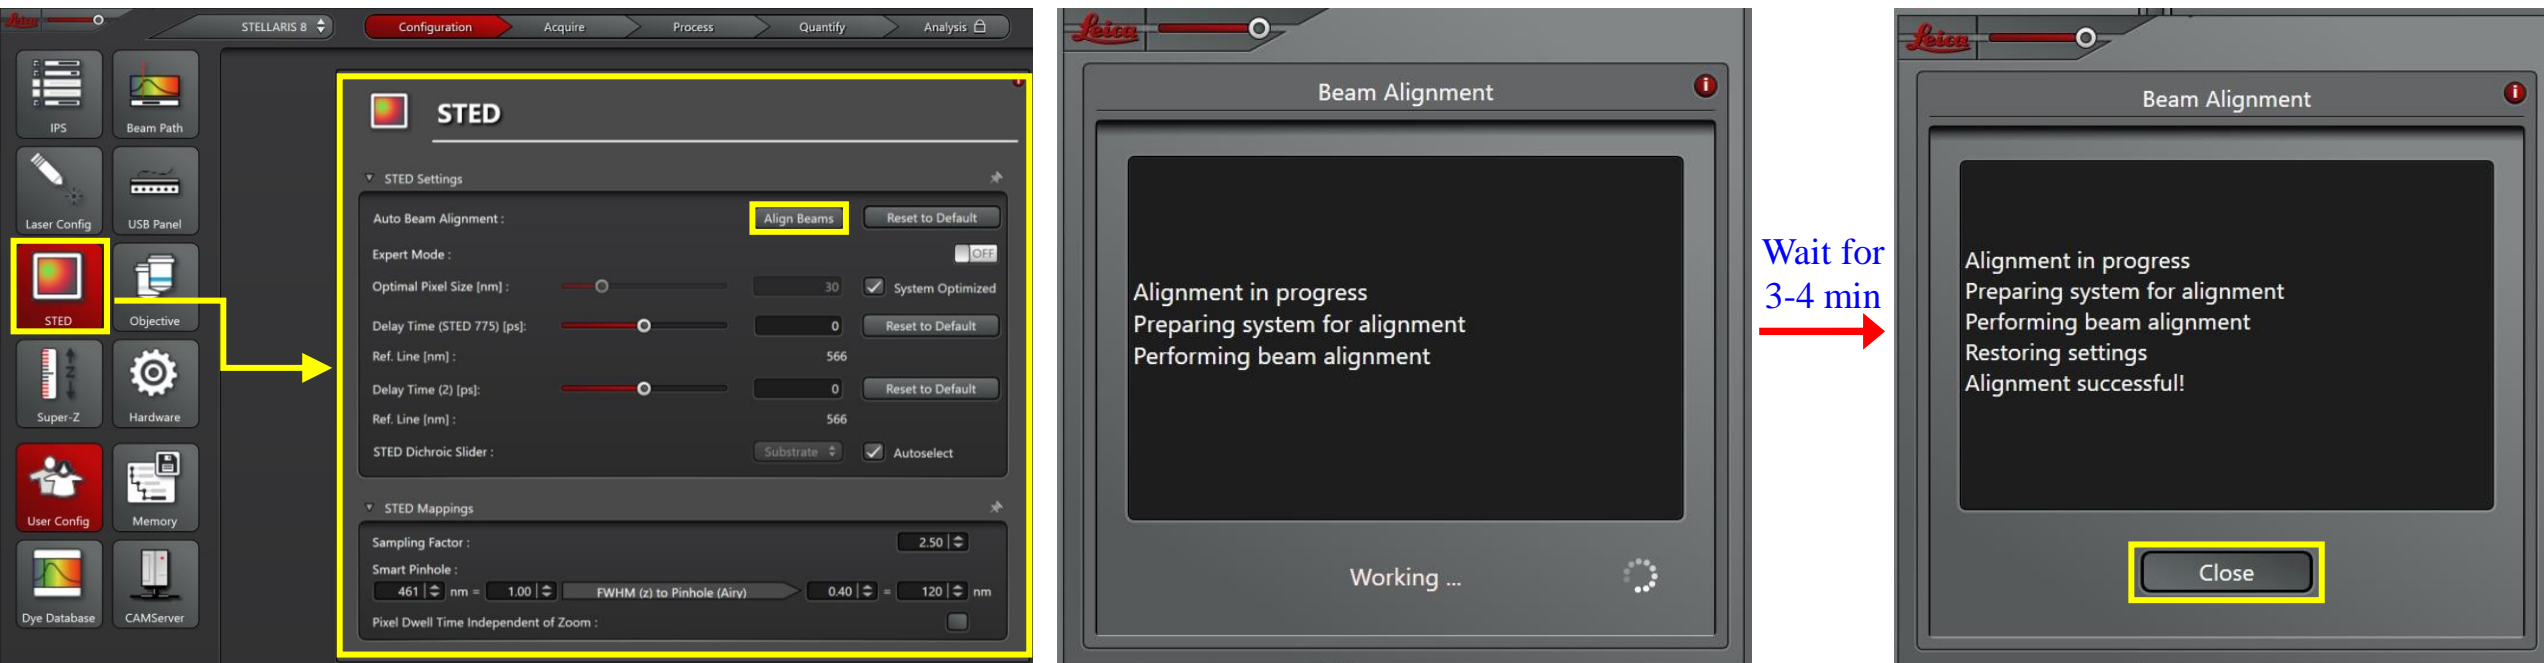 Leica
STELLARIS 8
Configuration
Acquire
Process
Quantify
Analysis
IPS
Beam Path
Laser Config
USB Panel
STED
Objective
Super-Z
Hardware
User Config
Memory
Dye Database
CAMServer
STED
STED Settings
Auto Beam Alignment :
Align Beams
Reset to Default
Expert Mode :
OFF
Optimal Pixel Size [nm] :
30
System Optimized
Delay Time (STED 775) [ps]:
0
Reset to Default
Ref. Line [nm] :
566
Delay Time (2) [ps]:
0
Reset to Default
Ref. Line [nm] :
566
STED Dichroic Slider :
Substrate
Autoselect
STED Mappings
Sampling Factor :
2.50
Smart Pinhole :
461 nm = 1.00 FWHM (z) to Pinhole (Airy) 0.40 = 120 nm
Pixel Dwell Time Independent of Zoom :
Leica
Beam Alignment
i
Alignment in progress
Preparing system for alignment
Performing beam alignment
Working ...
Wait for
3-4 min
Leica
Beam Alignment
i
Alignment in progress
Preparing system for alignment
Performing beam alignment
Restoring settings
Alignment successful!
Close